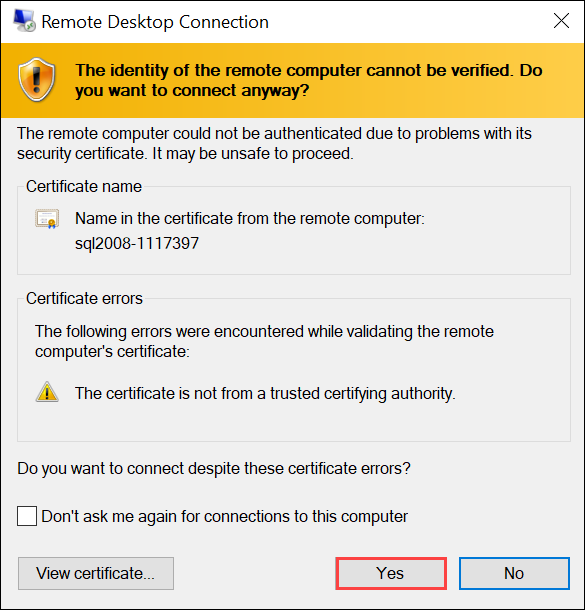 Remote Desktop Connection
The identity of the remote computer cannot be verified. Do
you want to connect anyway?
The remote computer could not be authenticated due to problems with its
security certificate. It may be unsafe to proceed.
Certificate name
Name in the certificate from the remote computer:
sql2008-1117397
Certificate errors
The following errors were encountered while validating the remote
computer's certificate:
The certificate is not from a trusted certifying authority.
Do you want to connect despite these certificate errors?
Don't ask me again for connections to this computer
View certificate... Yes No